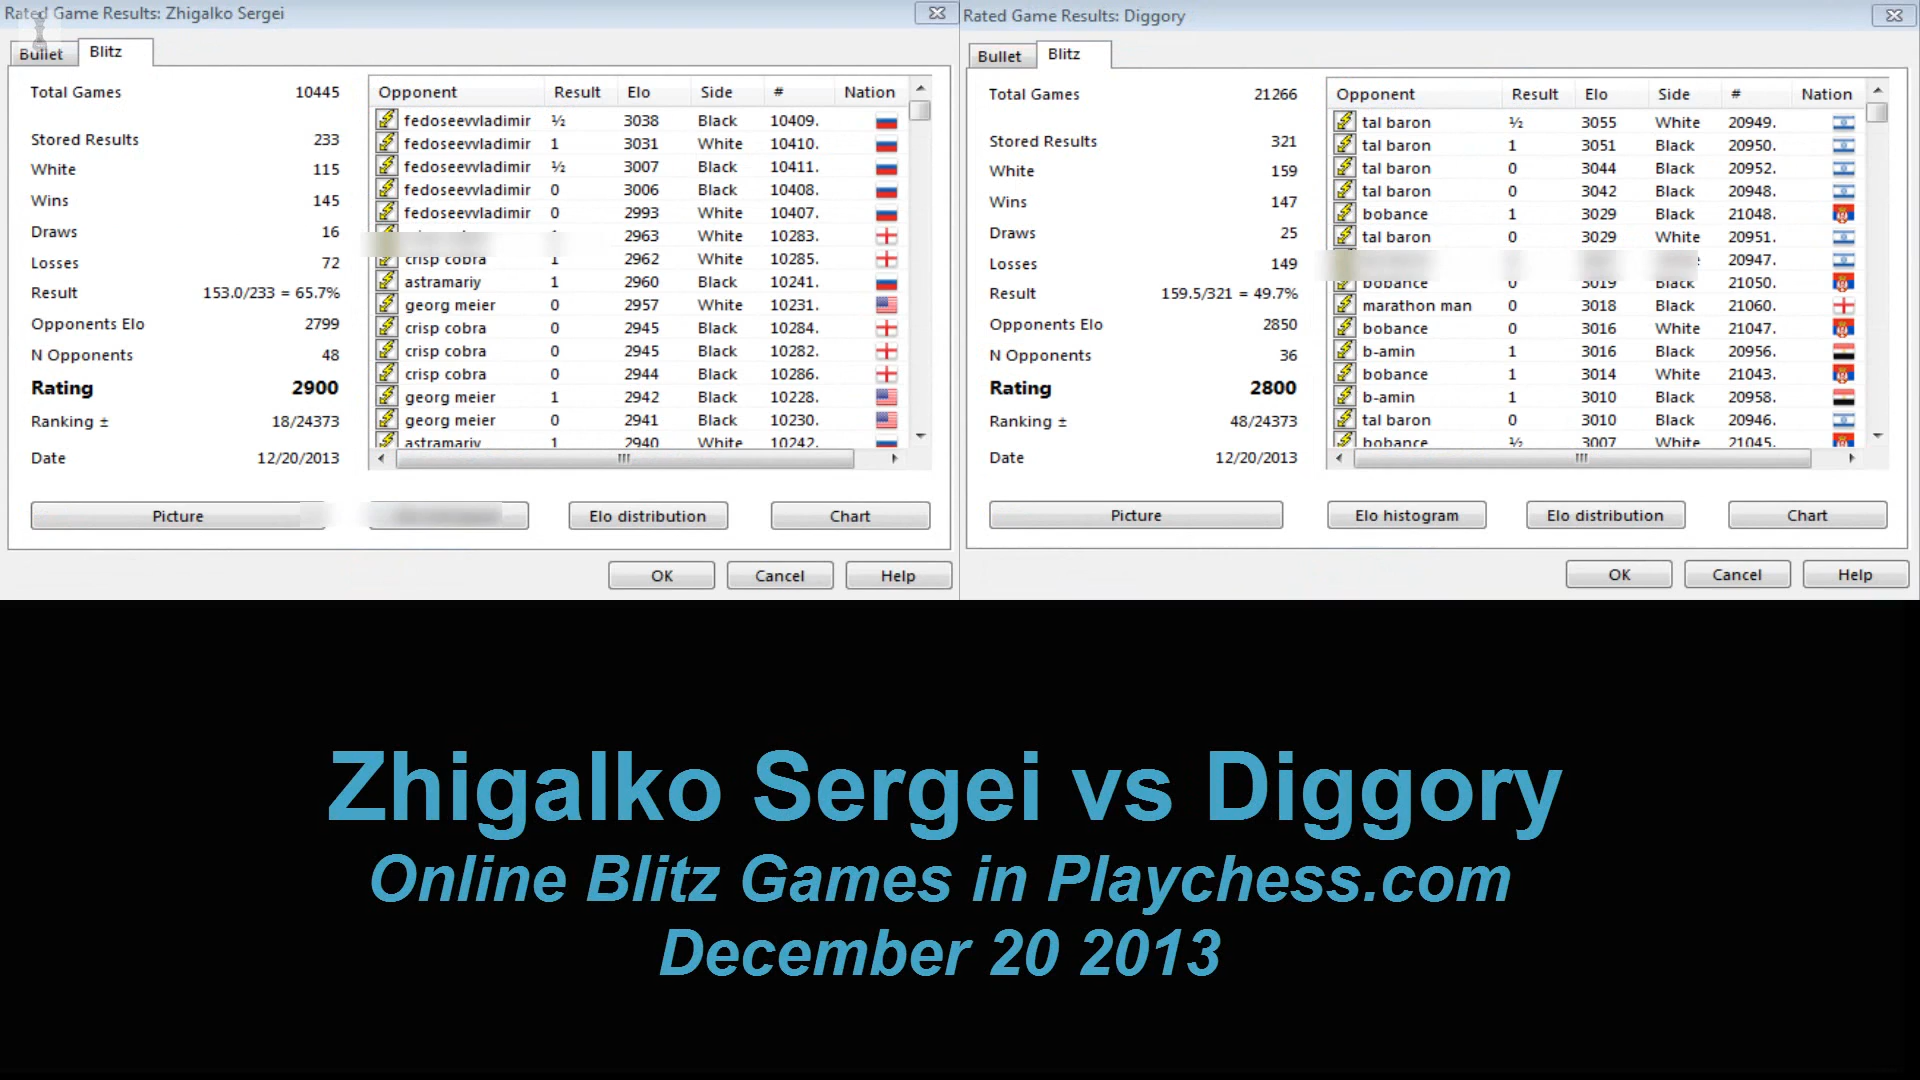 Rated Game Results: Zhigalko Sergei
Bullet Blitz
Total Games 10445
Stored Results 233
White 115
Wins 145
Draws 16
Losses 72
Result 153.0/233 = 65.7%
Opponents Elo 2799
N Opponents 48
Rating 2900
Ranking ± 18/24373
Date 12/20/2013
Opponent Result Elo Side # Nation
fedoseevvladimir ½ 3038 Black 10409.
fedoseevvladimir 1 3031 White 10410.
fedoseevvladimir ½ 3007 Black 10411.
fedoseevvladimir 0 3006 Black 10408.
fedoseevvladimir 0 2993 White 10407.
2963 White 10283.
crisp cobra 1 2962 White 10285.
astramariy 1 2960 Black 10241.
georg meier 0 2957 White 10231.
crisp cobra 0 2945 Black 10284.
crisp cobra 0 2945 Black 10282.
crisp cobra 0 2944 Black 10286.
georg meier 1 2942 Black 10228.
georg meier 0 2941 Black 10230.
astramariy 1 2940 White 10242.
Picture Elo distribution Chart
OK Cancel Help
Rated Game Results: Diggory
Bullet Blitz
Total Games 21266
Stored Results 321
White 159
Wins 147
Draws 25
Losses 149
Result 159.5/321 = 49.7%
Opponents Elo 2850
N Opponents 36
Rating 2800
Ranking ± 48/24373
Date 12/20/2013
Opponent Result Elo Side # Nation
tal baron ½ 3055 White 20949.
tal baron 1 3051 Black 20950.
tal baron 0 3044 Black 20952.
tal baron 0 3042 Black 20948.
bobance 1 3029 Black 21048.
tal baron 0 3029 White 20951.
20947.
bobance 0 3019 Black 21050.
marathon man 0 3018 Black 21060.
bobance 0 3016 White 21047.
b-amin 1 3016 Black 20956.
bobance 1 3014 White 21043.
b-amin 1 3010 Black 20958.
tal baron 0 3010 Black 20946.
bobance ½ 3007 White 21045.
Picture Elo histogram Elo distribution Chart
OK Cancel Help
Zhigalko Sergei vs Diggory
Online Blitz Games in Playchess.com
December 20 2013